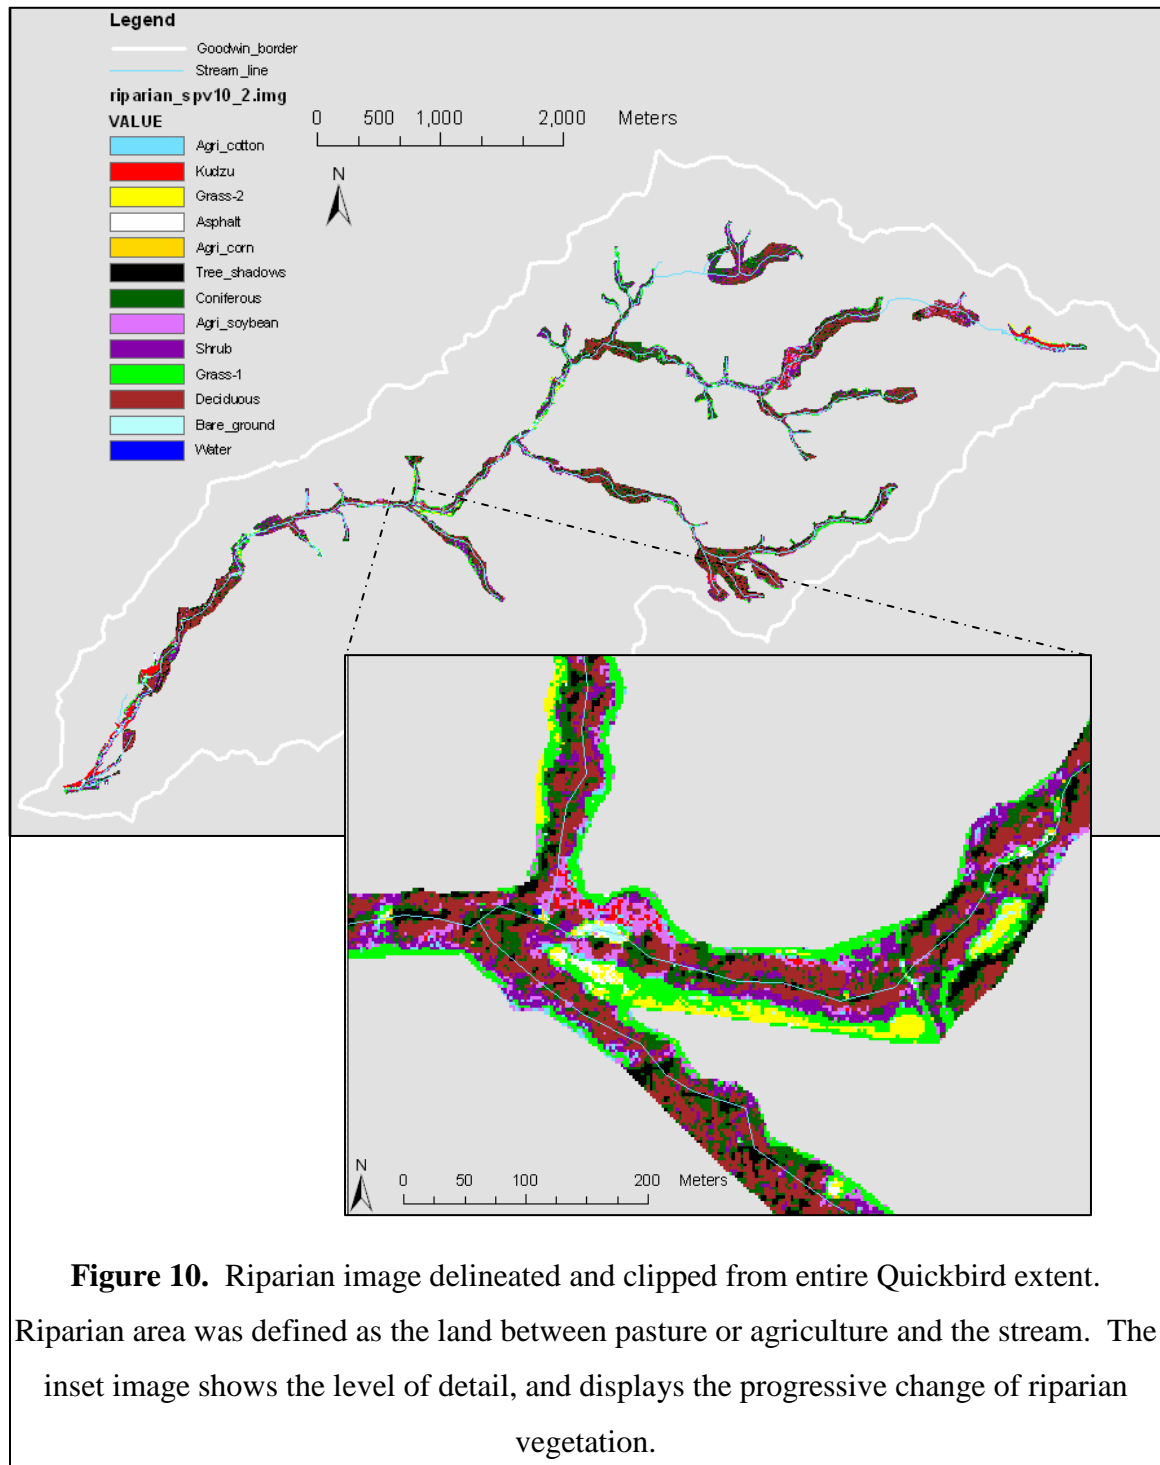 Legend
Goodwin_border
Stream_line
riparian_spv10_2.img
VALUE
Agri_cotton
Kudzu
Grass-2
Asphalt
Agri_corn
Tree_shadows
Coniferous
Agri_soybean
Shrub
Grass-1
Deciduous
Bare_ground
Water
0 500 1,000 2,000 Meters
N
N
0 50 100 200 Meters
Figure 10. Riparian image delineated and clipped from entire Quickbird extent.
Riparian area was defined as the land between pasture or agriculture and the stream. The
inset image shows the level of detail, and displays the progressive change of riparian
vegetation.